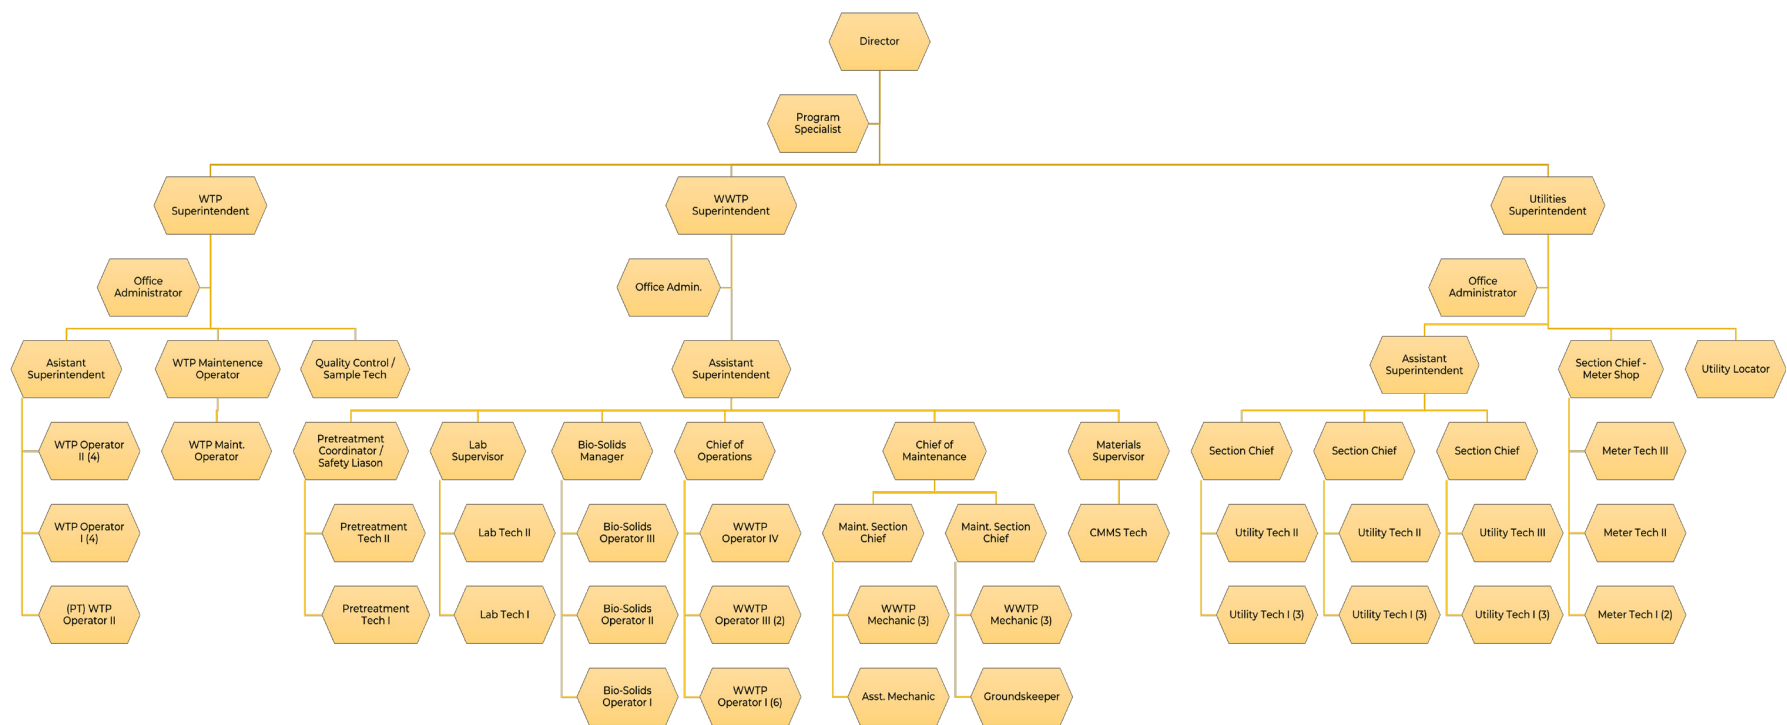 Director
Program
Specialist
WTP
Superintendent
WWTP
Superintendent
Utilities
Superintendent
Office
Administrator
Office Admin.
Office
Administrator
Asistant
Superintendent
WTP Maintenence
Operator
Quality Control /
Sample Tech
Assistant
Superintendent
Assistant
Superintendent
Section Chief -
Meter Shop
Utility Locator
WTP Operator
II (4)
WTP Maint.
Operator
Pretreatment
Coordinator /
Safety Liason
Lab
Supervisor
Bio-Solids
Manager
Chief of
Operations
Chief of
Maintenance
Materials
Supervisor
Section Chief
Section Chief
Section Chief
Meter Tech III
WTP Operator
I (4)
Pretreatment
Tech II
Lab Tech II
Bio-Solids
Operator III
WWTP
Operator IV
Maint. Section
Chief
Maint. Section
Chief
CMMS Tech
Utility Tech II
Utility Tech II
Utility Tech III
Meter Tech II
(PT) WTP
Operator II
Pretreatment
Tech I
Lab Tech I
Bio-Solids
Operator II
WWTP
Operator III (2)
WWTP
Mechanic (3)
WWTP
Mechanic (3)
Utility Tech I (3)
Utility Tech I (3)
Utility Tech I (3)
Meter Tech I (2)
Bio-Solids
Operator I
WWTP
Operator I (6)
Asst. Mechanic
Groundskeeper